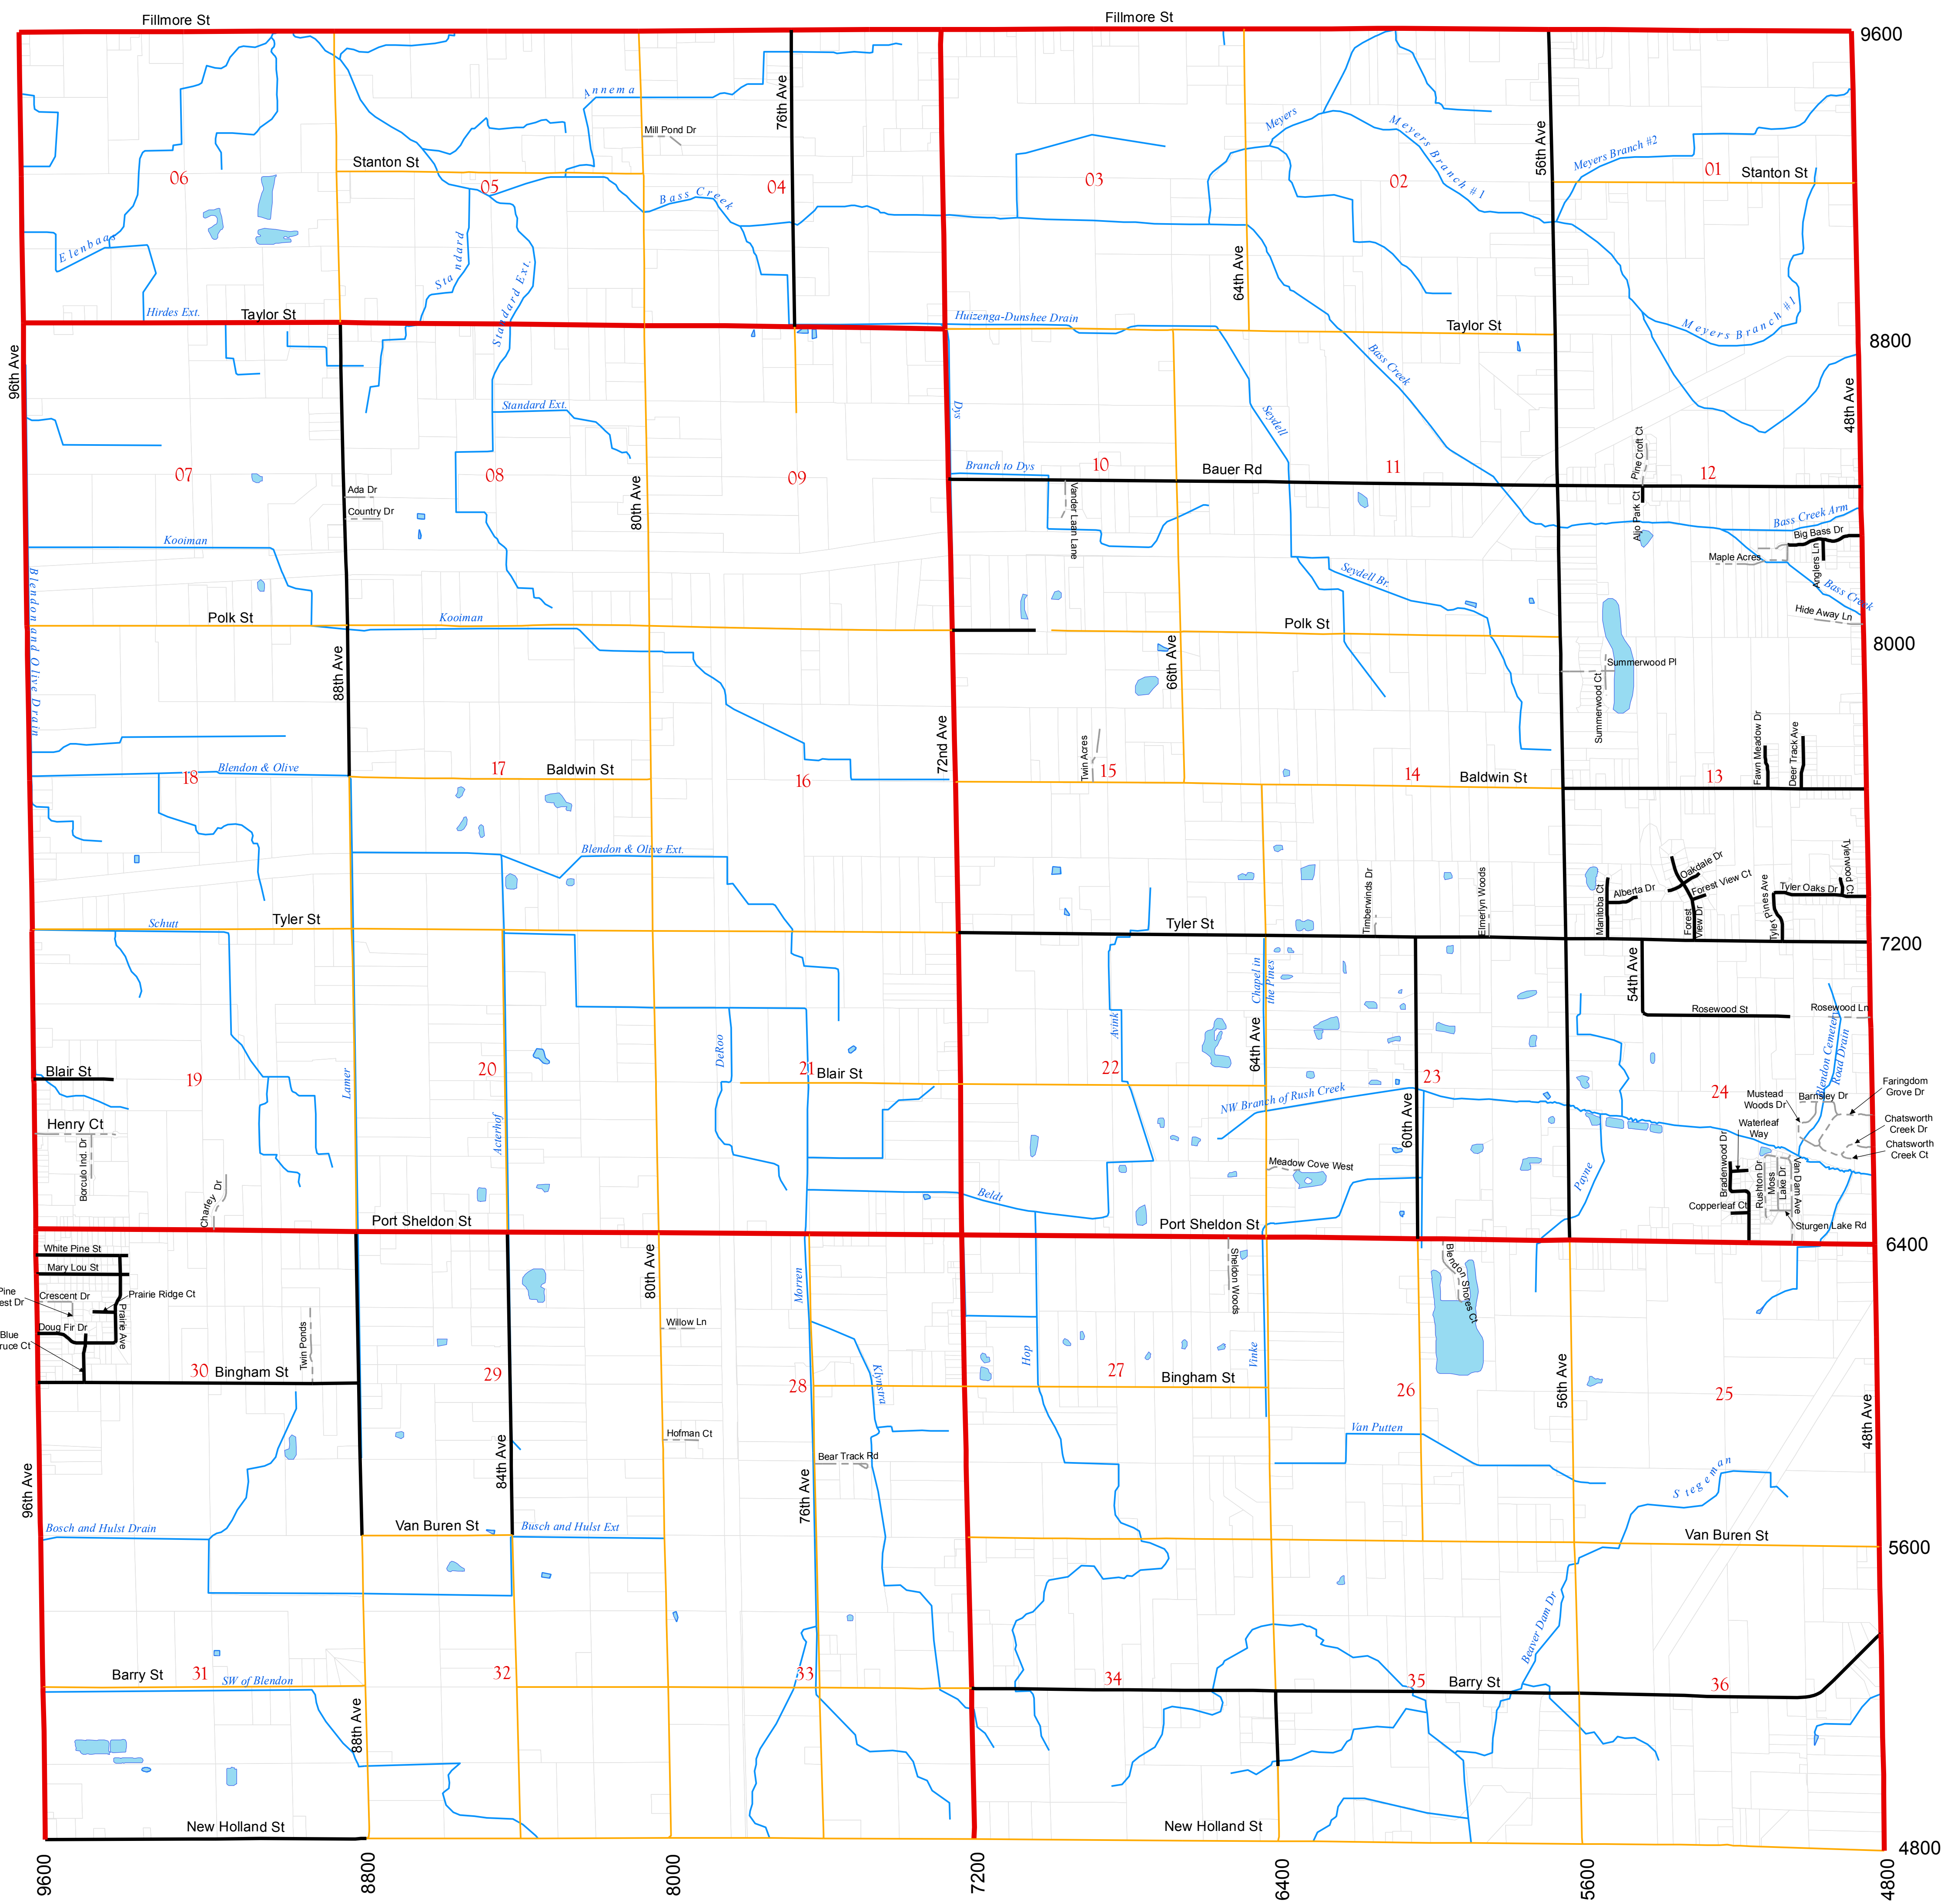 Fillmore St
Fillmore St
9600
Annema
76th Ave
Mill Pond Dr
Meyers
Meyers Branch #1
56th Ave
Meyers Branch #2
Stanton St
06
05
04
03
02
01
Stanton St
Bass Creek
Elenbaas
Standard
Standard Ext.
64th Ave
Hirdes Ext.
Taylor St
Huizenga-Dunshee Drain
Taylor St
Meyers Branch #1
8800
96th Ave
Bass Creek
48th Ave
Standard Ext.
Dys
Seydell
Pine Croft Ct
07
08
09
Branch to Dys
10
Bauer Rd
11
12
Ada Dr
Country Dr
80th Ave
Vander Laan Lane
Aljo Park Ct
Bass Creek Arm
Big Bass Dr
Kooiman
Maple Acres
Anglers Ln
Blendon and Olive Drain
Seydell Br.
Bass Creek
Hide Away Ln
Polk St
Kooiman
Polk St
8000
88th Ave
66th Ave
Summerwood Pl
Summerwood Ct
72nd Ave
Twin Acres
Fawn Meadow Dr
Deer Track Ave
18
Blendon & Olive
17
Baldwin St
16
15
14
Baldwin St
13
Blendon & Olive Ext.
Timberwinds Dr
Elmerlyn Woods
Manitoba Ct
Alberta Dr
Oakdale Dr
Forest View Ct
Forest
View Dr
Tyler Pines Ave
Tyler Oaks Dr
Tylerwood Ct
Schutt
Tyler St
Tyler St
7200
Chapel in
the Pines
54th Ave
Rosewood St
Rosewood Ln
DeRoo
Avink
64th Ave
Blendon Cemetery
Road Drain
Blair St
19
Lamer
20
21
Blair St
22
23
24
NW Branch of Rush Creek
60th Ave
Mustead
Woods Dr
Barnsley Dr
Faringdon
Grove Dr
Chatsworth
Creek Dr
Chatsworth
Creek Ct
Henry Ct
Borculo Ind. Dr
Acterhof
Waterleaf
Way
Meadow Cove West
Payne
Bradenwood Dr
Rushton Dr
Moss
Lake Dr
Van Dam Ave
Charley Dr
Beldt
Copperleaf Ct
Sturgen Lake Rd
Port Sheldon St
Port Sheldon St
6400
White Pine St
Mary Lou St
Crescent Dr
Prairie Ridge Ct
Pine
est Dr
Doug Fir Dr
Prairie Ave
Blue
ruce Ct
Twin Ponds
80th Ave
Morren
Willow Ln
Sheldon Woods
Blendon Shores Ct
30
Bingham St
29
28
Klynstra
Hop
27
Vinke
Bingham St
26
56th Ave
25
Hofman Ct
Van Putten
48th Ave
96th Ave
84th Ave
76th Ave
Bear Track Rd
Stegeman
Bosch and Hulst Drain
Van Buren St
Busch and Hulst Ext
Van Buren St
5600
Beaver Dam Dr
Barry St
31
SW of Blendon
32
33
34
35
Barry St
36
88th Ave
New Holland St
New Holland St
4800
9600
8800
8000
7200
6400
5600
4800